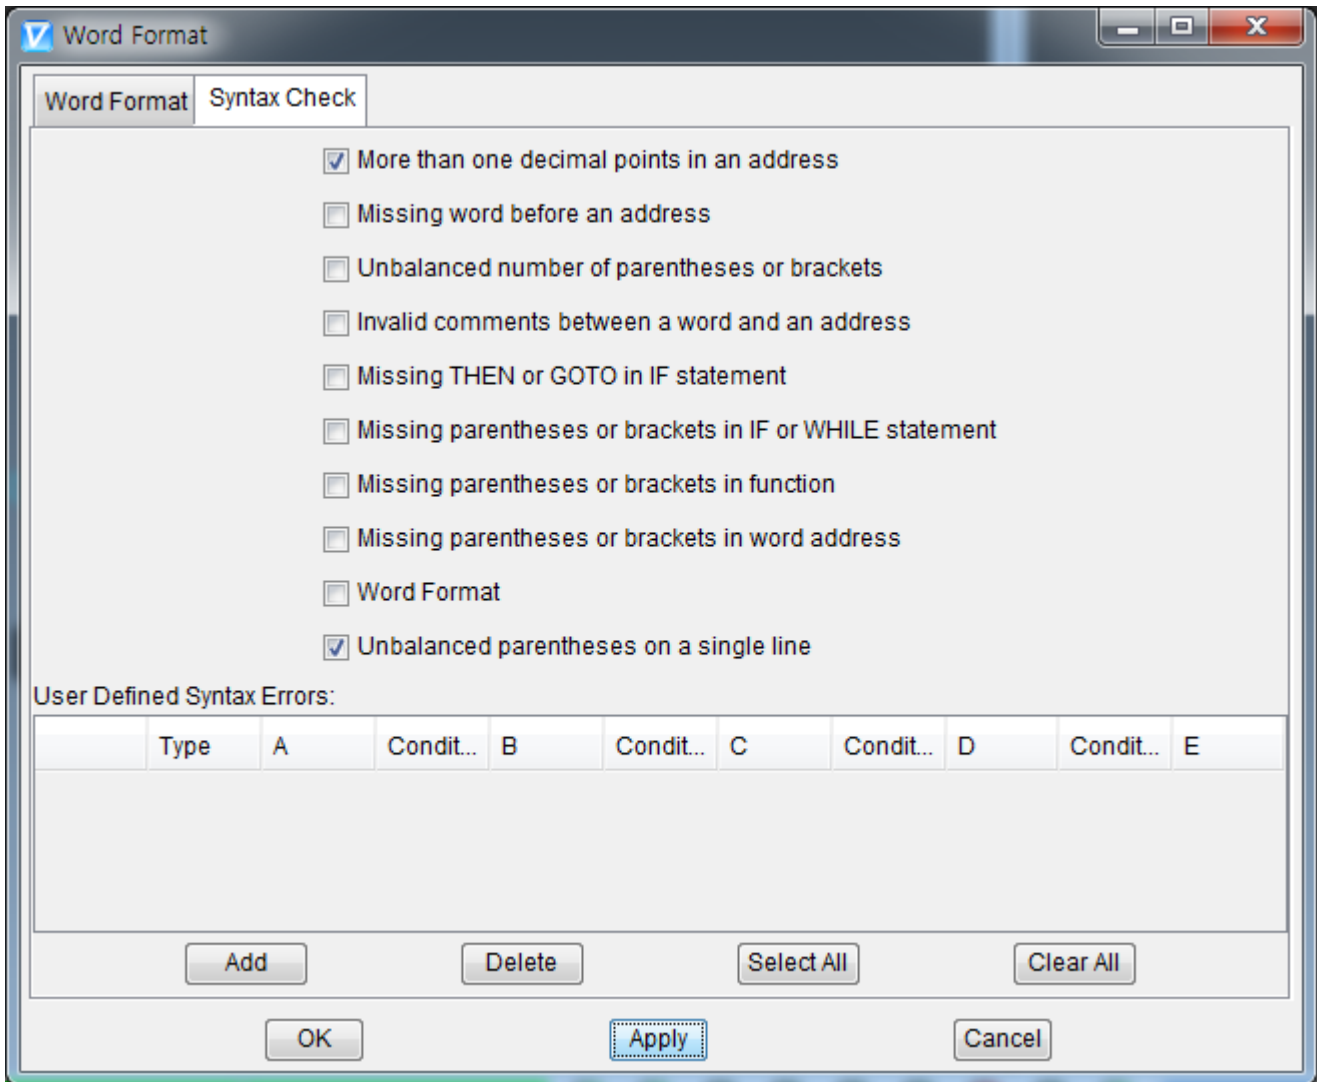 Word Format
Word Format Syntax Check
More than one decimal points in an address
Missing word before an address
Unbalanced number of parentheses or brackets
Invalid comments between a word and an address
Missing THEN or GOTO in IF statement
Missing parentheses or brackets in IF or WHILE statement
Missing parentheses or brackets in function
Missing parentheses or brackets in word address
Word Format
Unbalanced parentheses on a single line
User Defined Syntax Errors:
Type A Condit... B Condit... C Condit... D Condit... E
Add Delete Select All Clear All
OK Apply Cancel